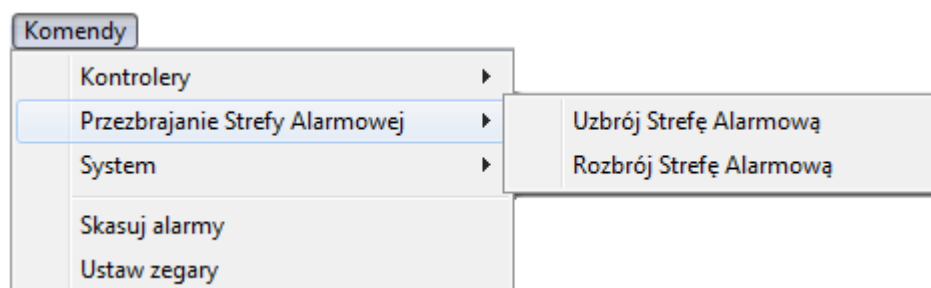 Komendy
Kontrolery
Przezbrajanie Strefy Alarmowej
Uzbrój Strefę Alarmową
System
Rozbrój Strefę Alarmową
Skasuj alarmy
Ustaw zegary